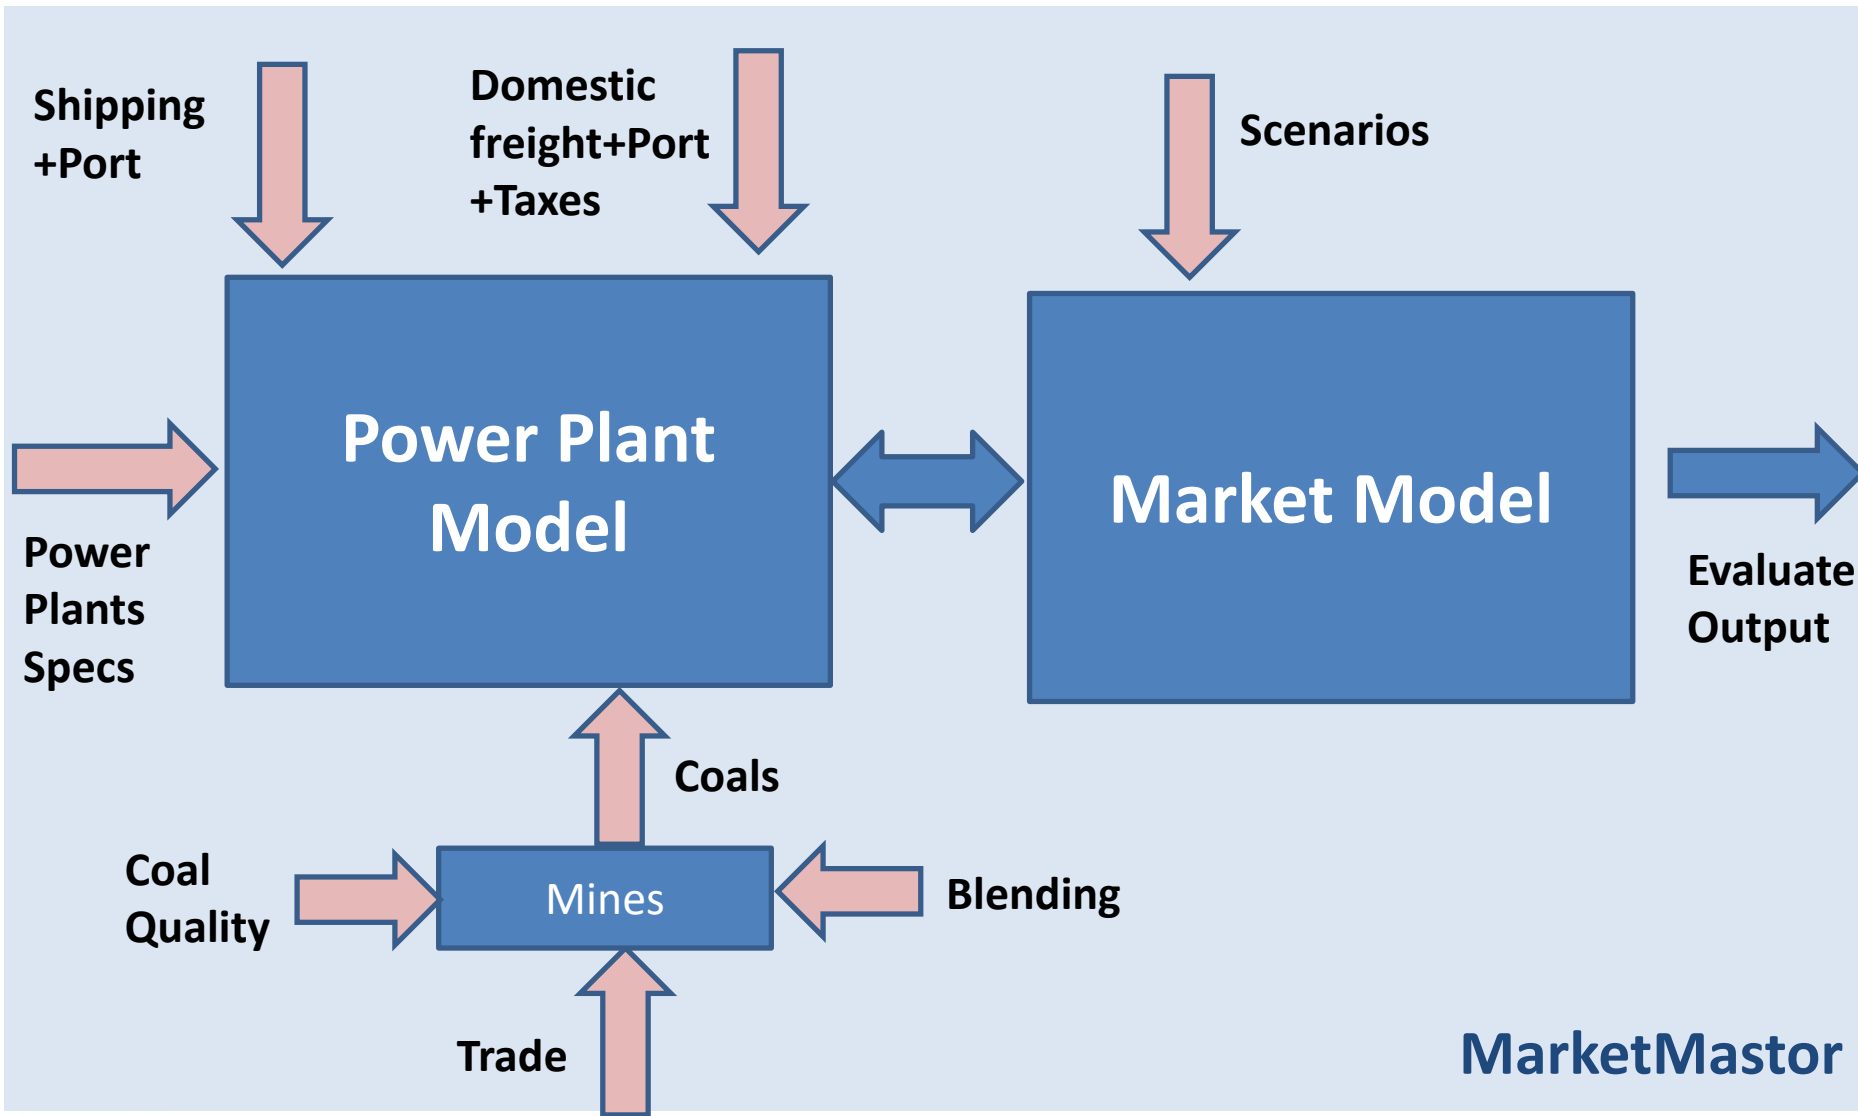 Shipping
+Port
Domestic
freight+Port
+Taxes
Scenarios
Power Plant
Model
Market Model
Power
Plants
Specs
Evaluate
Output
Coals
Coal
Quality
Mines
Blending
Trade
MarketMastor